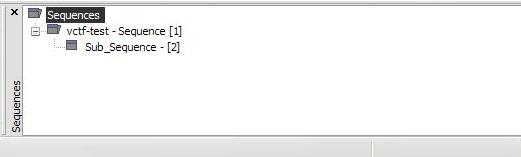 Sequences
vctf-test - Sequence [1]
Sub_Sequence - [2]
Sequences